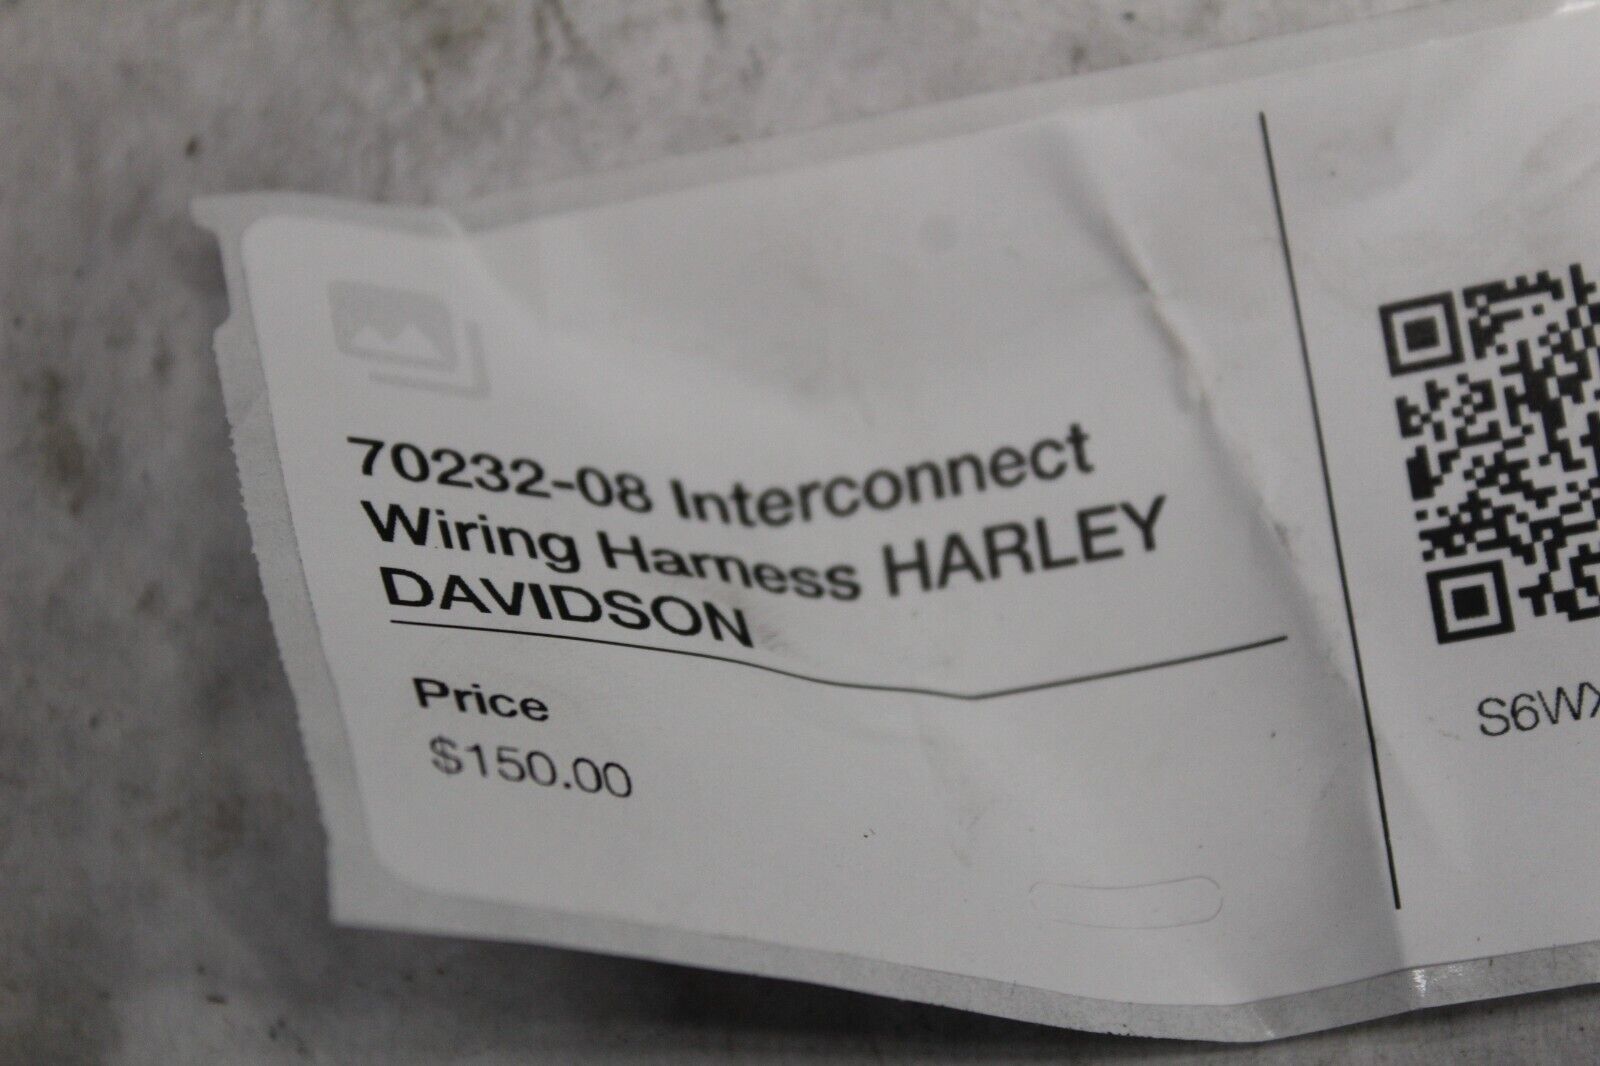 70232-08 Interconnect
Wiring Harness HARLEY
DAVIDSON
Price
$150.00
S6WX